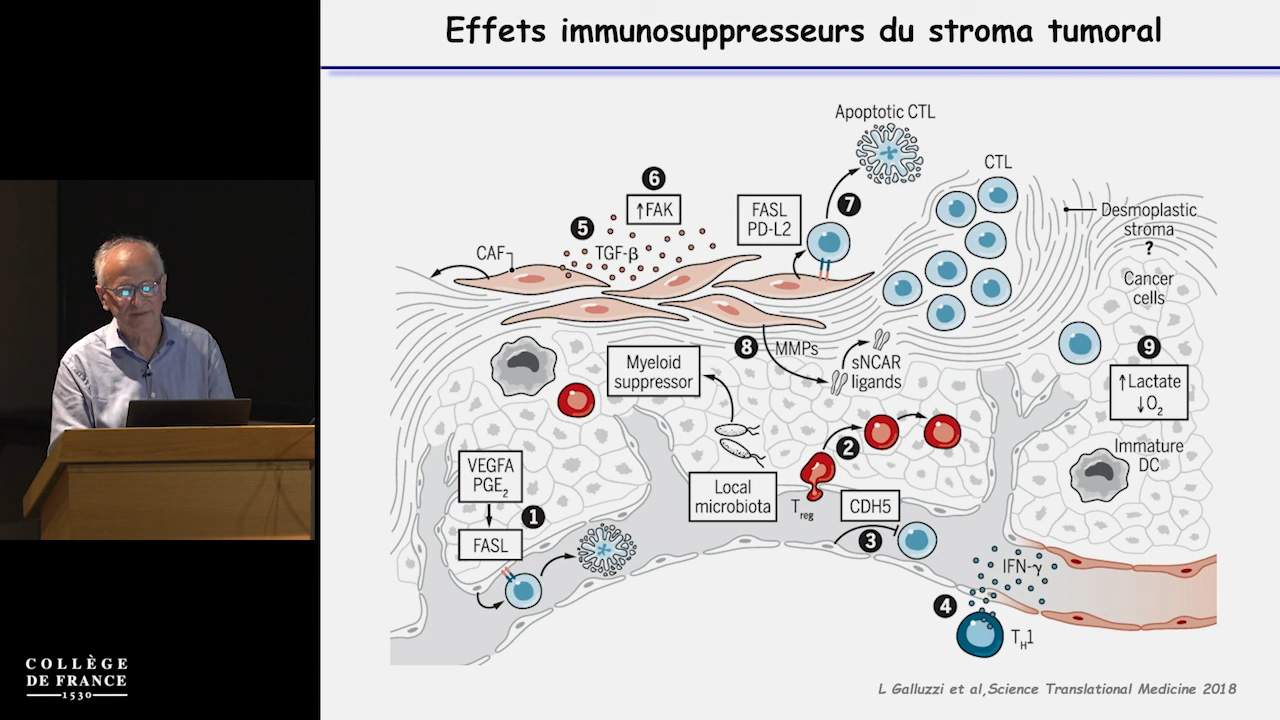 Effets immunosuppresseurs du stroma tumoral
Apoptotic CTL
CTL
6
↑FAK
5
TGF-β
CAF
FASL
PD-L2
7
Desmoplastic
stroma
?
Cancer
cells
8
MMPs
sNCAR
ligands
9
↑Lactate
↓O2
Myeloid
suppressor
Immature
DC
2
VEGFA
PGE2
Local
microbiota
Treg
CDH5
1
FASL
3
IFN-γ
4
TH1
COLLÈGE
DE FRANCE
1530
L Galluzzi et al,Science Translational Medicine 2018